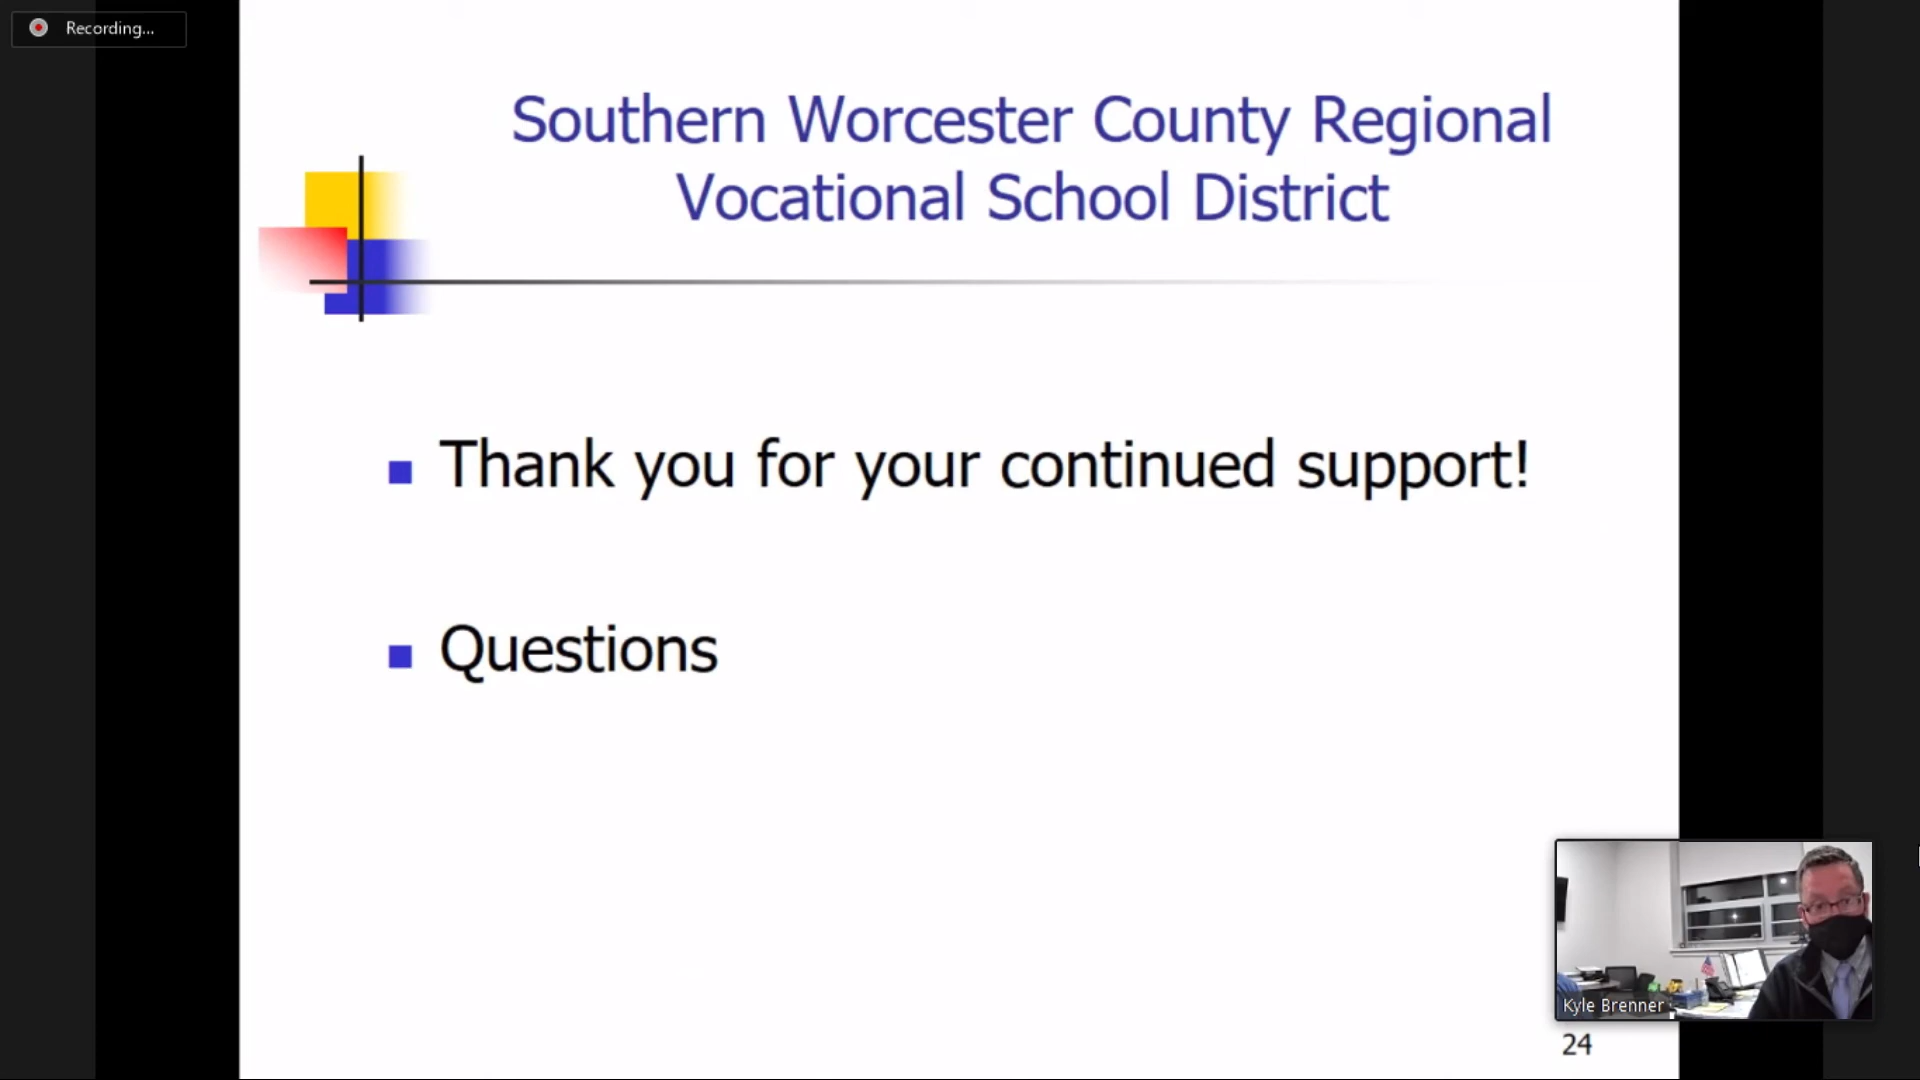 Recording...
Southern Worcester County Regional
Vocational School District
Thank you for your continued support!
Questions
Kyle Brenner
24